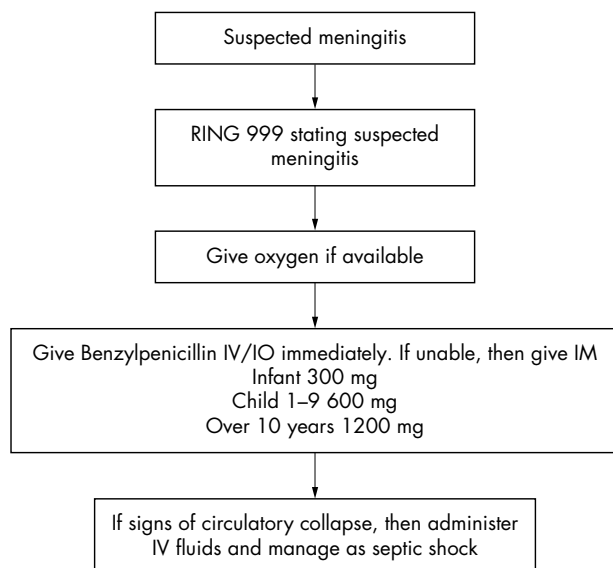 Suspected meningitis
RING 999 stating suspected
meningitis
Give oxygen if available
Give Benzylpenicillin IV/IO immediately. If unable, then give IM
Infant 300 mg
Child 1–9 600 mg
Over 10 years 1200 mg
If signs of circulatory collapse, then administer
IV fluids and manage as septic shock